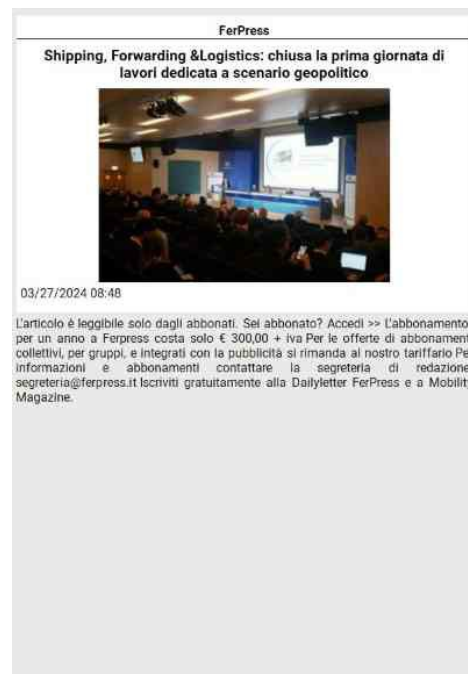 FerPress
Shipping, Forwarding &Logistics: chiusa la prima giornata di
lavori dedicata a scenario geopolitico
03/27/2024 08:48
L'articolo è leggibile solo dagli abbonati. Sei abbonato? Accedi >> L'abbonamento
per un anno a Ferpress costa solo € 300,00 + iva Per le offerte di abbonament
collettivi, per gruppi, e integrati con la pubblicità si rimanda al nostro tariffario Pe
informazioni e abbonamenti contattare la segreteria di redazione
segreteria@ferpress.it Iscriviti gratuitamente alla Dailyletter FerPress e a Mobilit
Magazine.